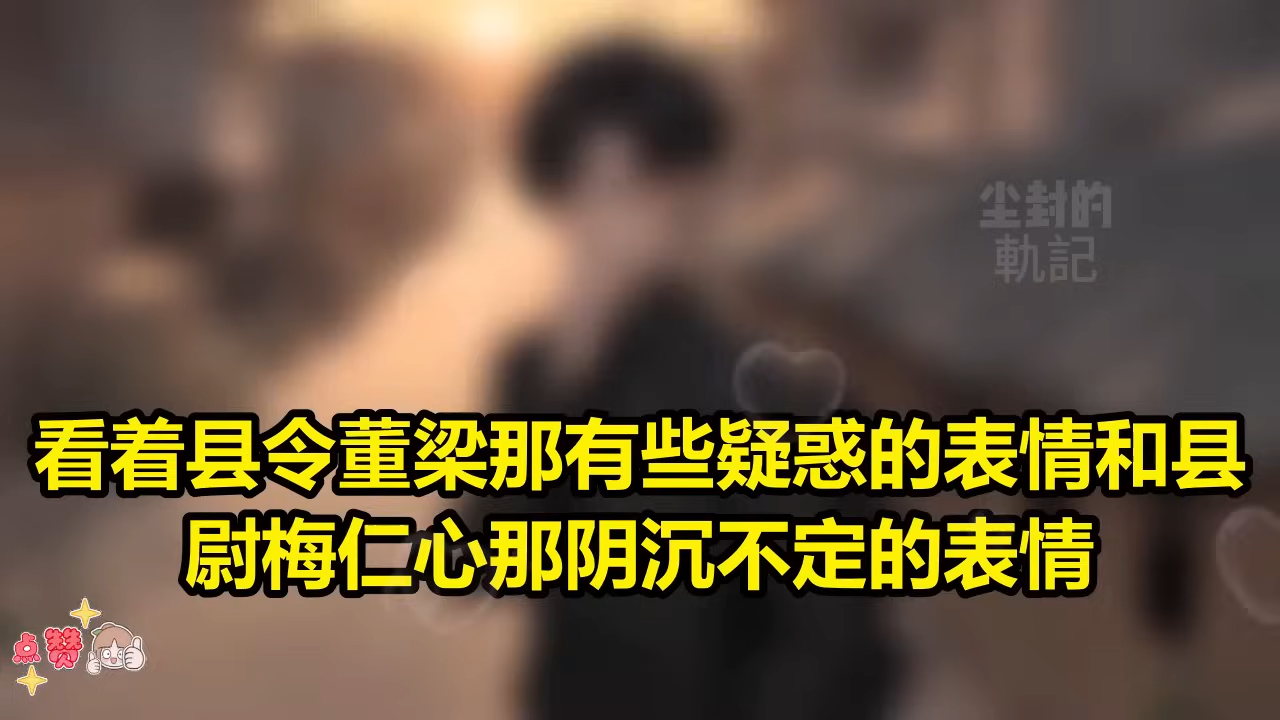 尘封的
軌記
看着县令董梁那有些疑惑的表情和县
尉梅仁心那阴沉不定的表情
点赞